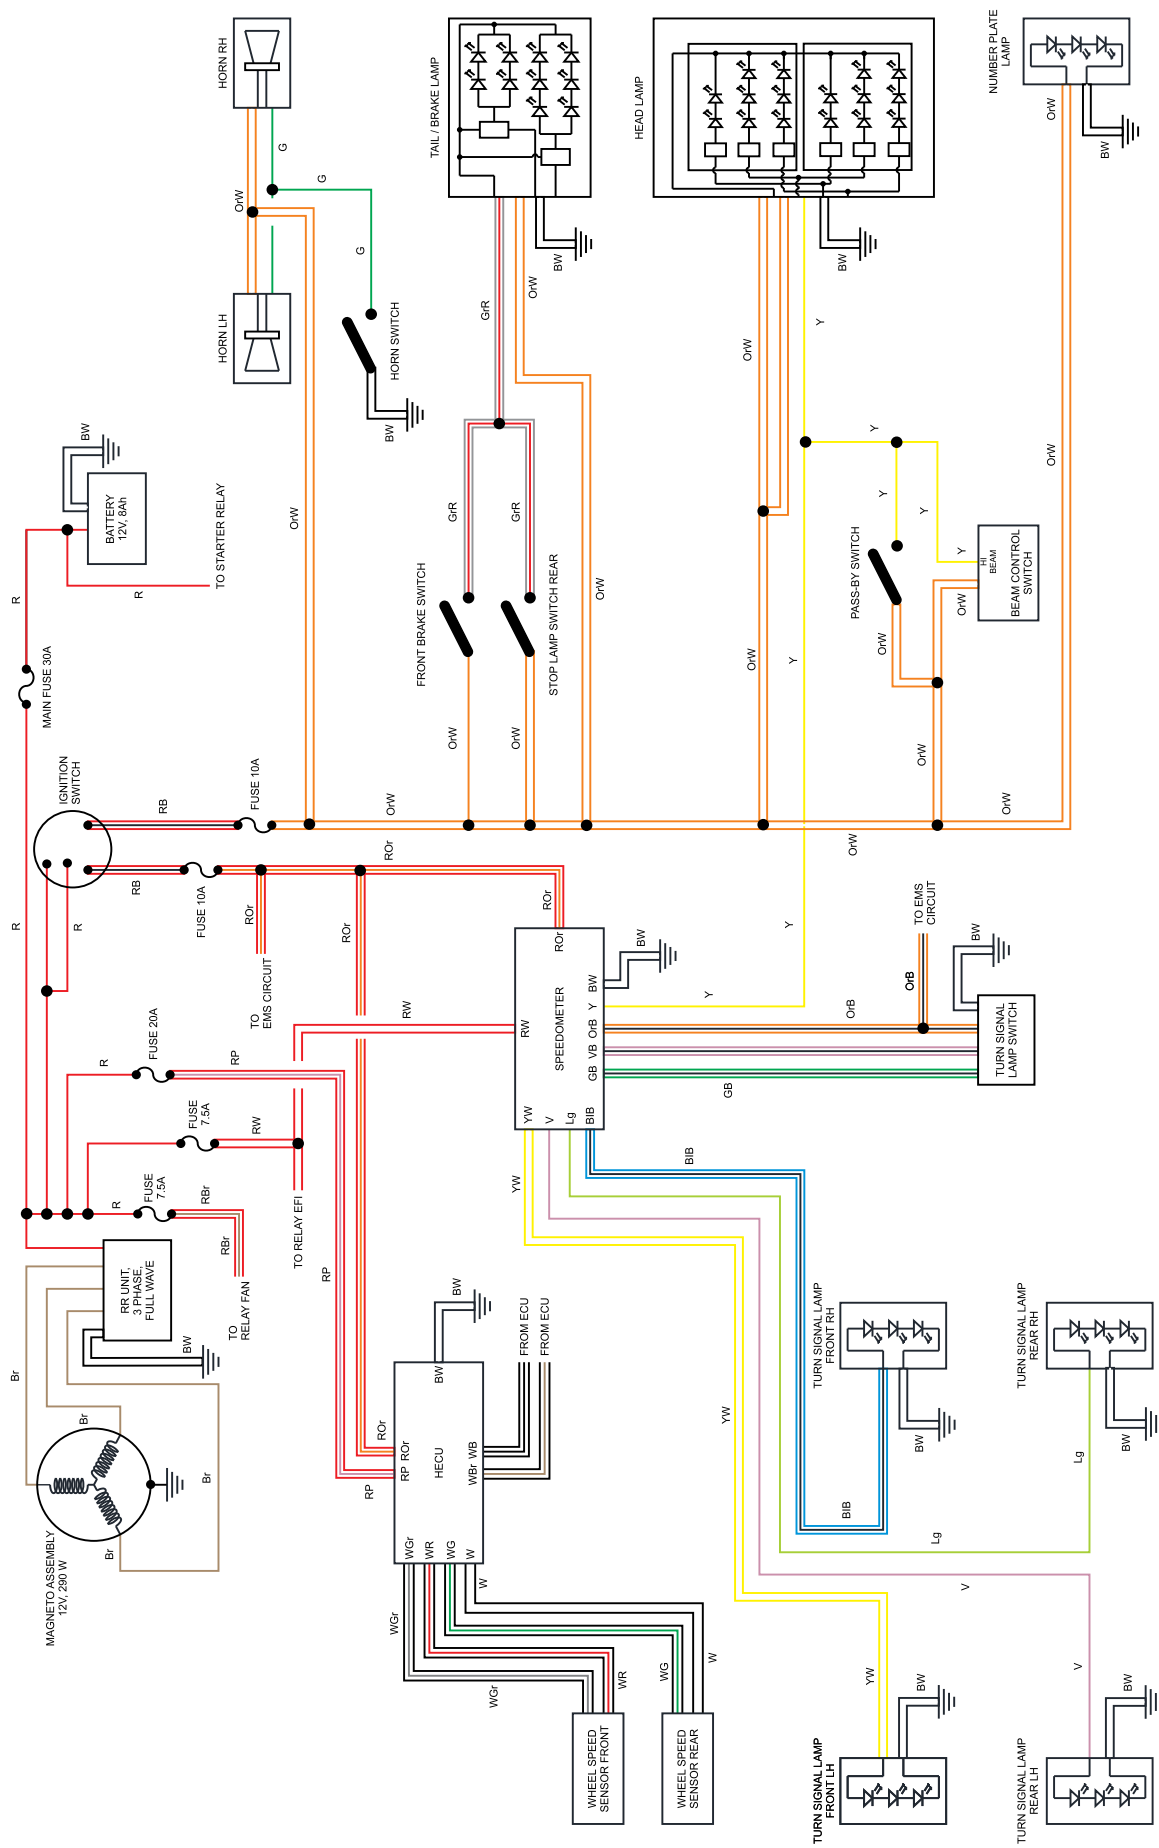 HORN RH
TAIL / BRAKE LAMP
HEAD LAMP
NUMBER PLATE
LAMP
OrW
G
G
OrW
BW
G
BW
OrW
GrR
BW
Y
OrW
HORN LH
HORN SWITCH
BW
BW
BATTERY
12V, 8Ah
TO STARTER RELAY
R
R
OrW
GrR
GrR
Y
Y
Y
OrW
MAIN FUSE 30A
FRONT BRAKE SWITCH
STOP LAMP SWITCH REAR
OrW
PASS-BY SWITCH
Y
HI
BEAM
BEAM CONTROL
SWITCH
OrW
OrW
OrW
Y
IGNITION
SWITCH
RB
FUSE 10A
OrW
OrW
OrW
OrW
OrW
OrW
ROr
RB
FUSE 10A
R
R
ROr
ROr
ROr
TO
EMS CIRCUIT
ROr
SPEEDOMETER
RW
BW
Y
OrB
VB
GB
YW
V
Lg
BlB
BW
Y
Y
OrB
OrB
TO EMS
CIRCUIT
BW
TURN SIGNAL
LAMP SWITCH
GB
RW
FUSE 20A
R
RP
FUSE
7.5A
RW
R
FUSE
7.5A
RBr
RBr
TO
RELAY FAN
TO RELAY EFI
RP
YW
BlB
RR UNIT,
3 PHASE,
FULL WAVE
BW
Br
Br
Br
Br
MAGNETO ASSEMBLY
12V, 290 W
BW
FROM ECU
FROM ECU
ROr
RP
HECU
BW
RP
ROr
WB
WBr
WGr
WR
WG
W
WGr
W
WGr
WR
WG
W
WHEEL SPEED
SENSOR FRONT
WHEEL SPEED
SENSOR REAR
YW
TURN SIGNAL LAMP
FRONT RH
BW
BlB
TURN SIGNAL LAMP
REAR RH
BW
Lg
Lg
V
V
YW
BW
BW
TURN SIGNAL LAMP
FRONT LH
TURN SIGNAL LAMP
REAR LH